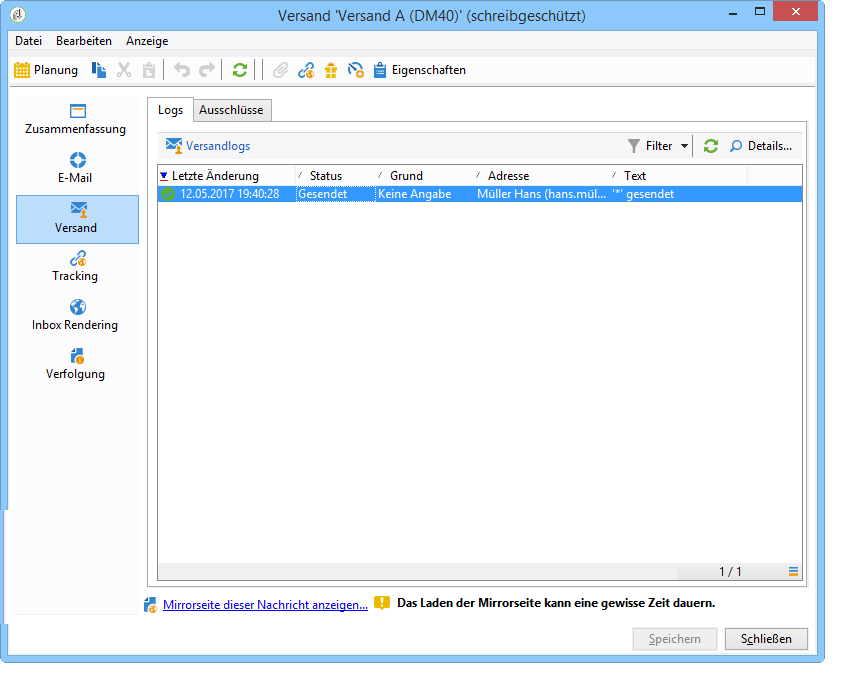 Versand 'Versand A (DM40)' (schreibgeschützt)
Datei Bearbeiten Anzeige
Planung Eigenschaften
Zusammenfassung
E-Mail
Versand
Tracking
Inbox Rendering
Verfolgung
Logs Ausschlüsse
Versandlogs Filter Details...
Letzte Änderung Status Grund Adresse Text
12.05.2017 19:40:28 Gesendet Keine Angabe Müller Hans (hans.mül... '*' gesendet
1 / 1
Mirrorseite dieser Nachricht anzeigen... Das Laden der Mirrorseite kann eine gewisse Zeit dauern.
Speichern Schließen